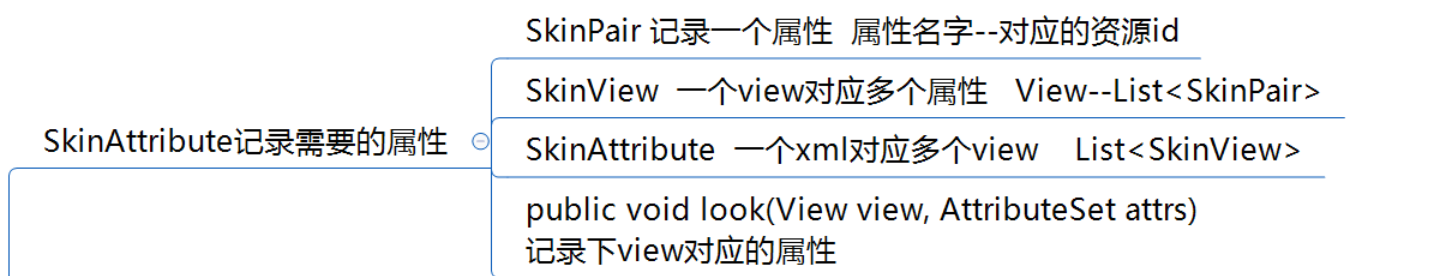 SkinPair 记录一个属性  属性名字--对应的资源id
SkinView  一个view对应多个属性   View--List<SkinPair>
SkinAttribute记录需要的属性
SkinAttribute  一个xml对应多个view    List<SkinView>
public void look(View view, AttributeSet attrs)
记录下view对应的属性